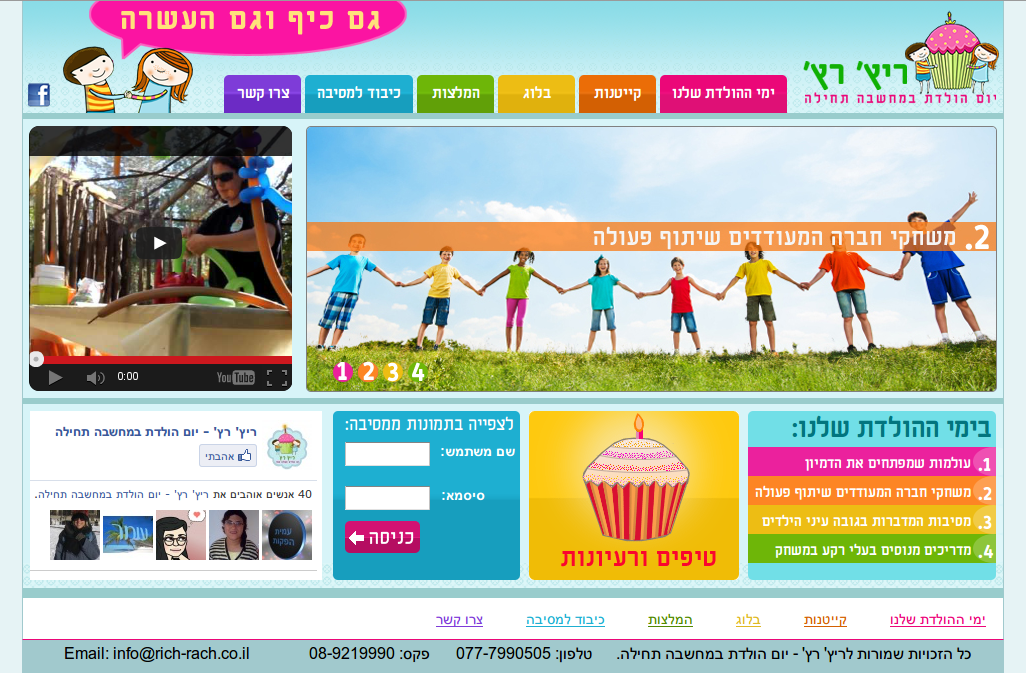 גם כיף וגם העשרה
ריץ' רץ'
יום הולדת במחשבה תחילה
ימי ההולדת שלנו
קייטנות
בלוג
המלצות
כיבוד למסיבה
צרו קשר
f
2. משחקי חברה המעודדים שיתוף פעולה
1 2 3 4
0:00
YouTube
בימי ההולדת שלנו:
1. עולמות שמפתחים את הדמיון
2. משחקי חברה המעודדים שיתוף פעולה
3. מסיבות המדברות בגובה עיני הילדים
4. מדריכים מנוסים בעלי רקע במשחק
טיפים ורעיונות
לצפייה בתמונות ממסיבה:
שם משתמש:
סיסמא:
כניסה
ריץ' רץ' - יום הולדת במחשבה תחילה
אהבתי
40 אנשים אוהבים את ריץ' רץ' - יום הולדת במחשבה תחילה.
עמית הפקות
ימי ההולדת שלנו
קייטנות
בלוג
המלצות
כיבוד למסיבה
צרו קשר
כל הזכויות שמורות לריץ' רץ' - יום הולדת במחשבה תחילה. טלפון: 077-7990505 פקס: 08-9219990 Email: info@rich-rach.co.il